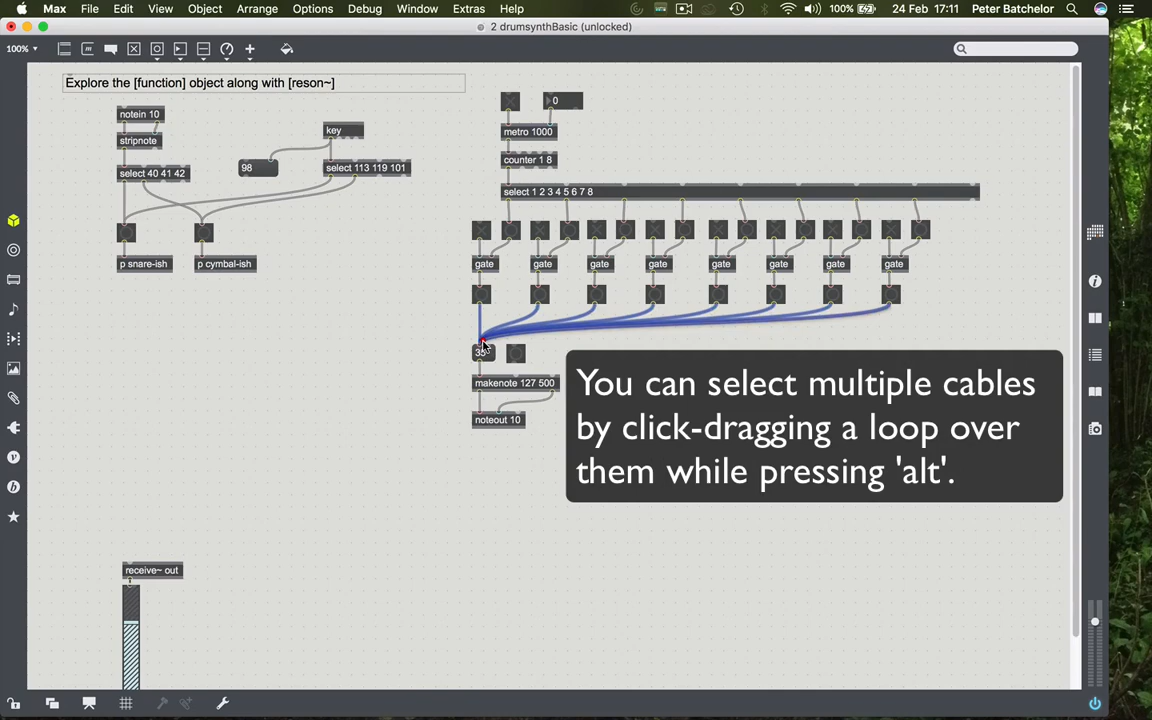 Max File Edit View Object Arrange Options Debug Window Extras Help 100% 24 Feb 17:11 Peter Batchelor
2 drumsynthBasic (unlocked)
100%
Explore the [function] object along with [reson~]
notein 10
stripnote
select 40 41 42
key
98
select 113 119 101
p snare-ish
p cymbal-ish
0
metro 1000
counter 1 8
select 1 2 3 4 5 6 7 8
gate gate gate gate gate gate gate gate
makenote 127 500
noteout 10
You can select multiple cables
by click-dragging a loop over
them while pressing 'alt'.
receive~ out